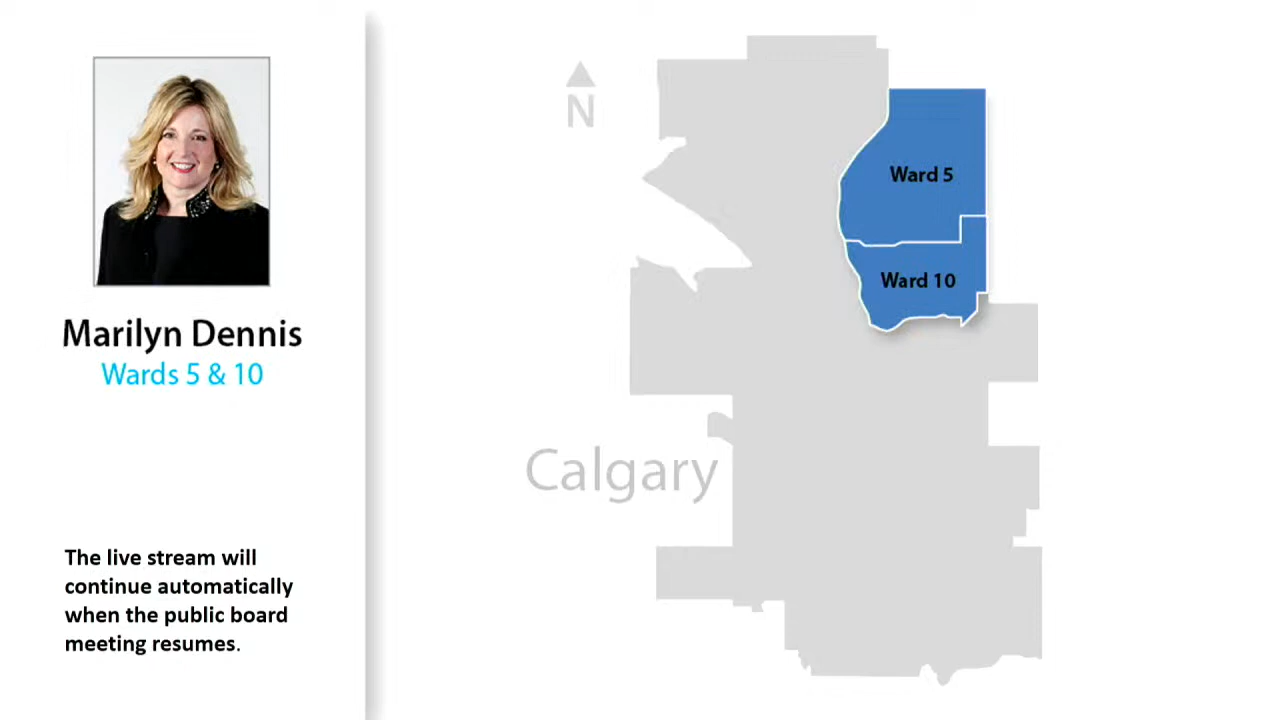 Marilyn Dennis
Wards 5 & 10
The live stream will
continue automatically
when the public board
meeting resumes.
N
Ward 5
Ward 10
Calgary